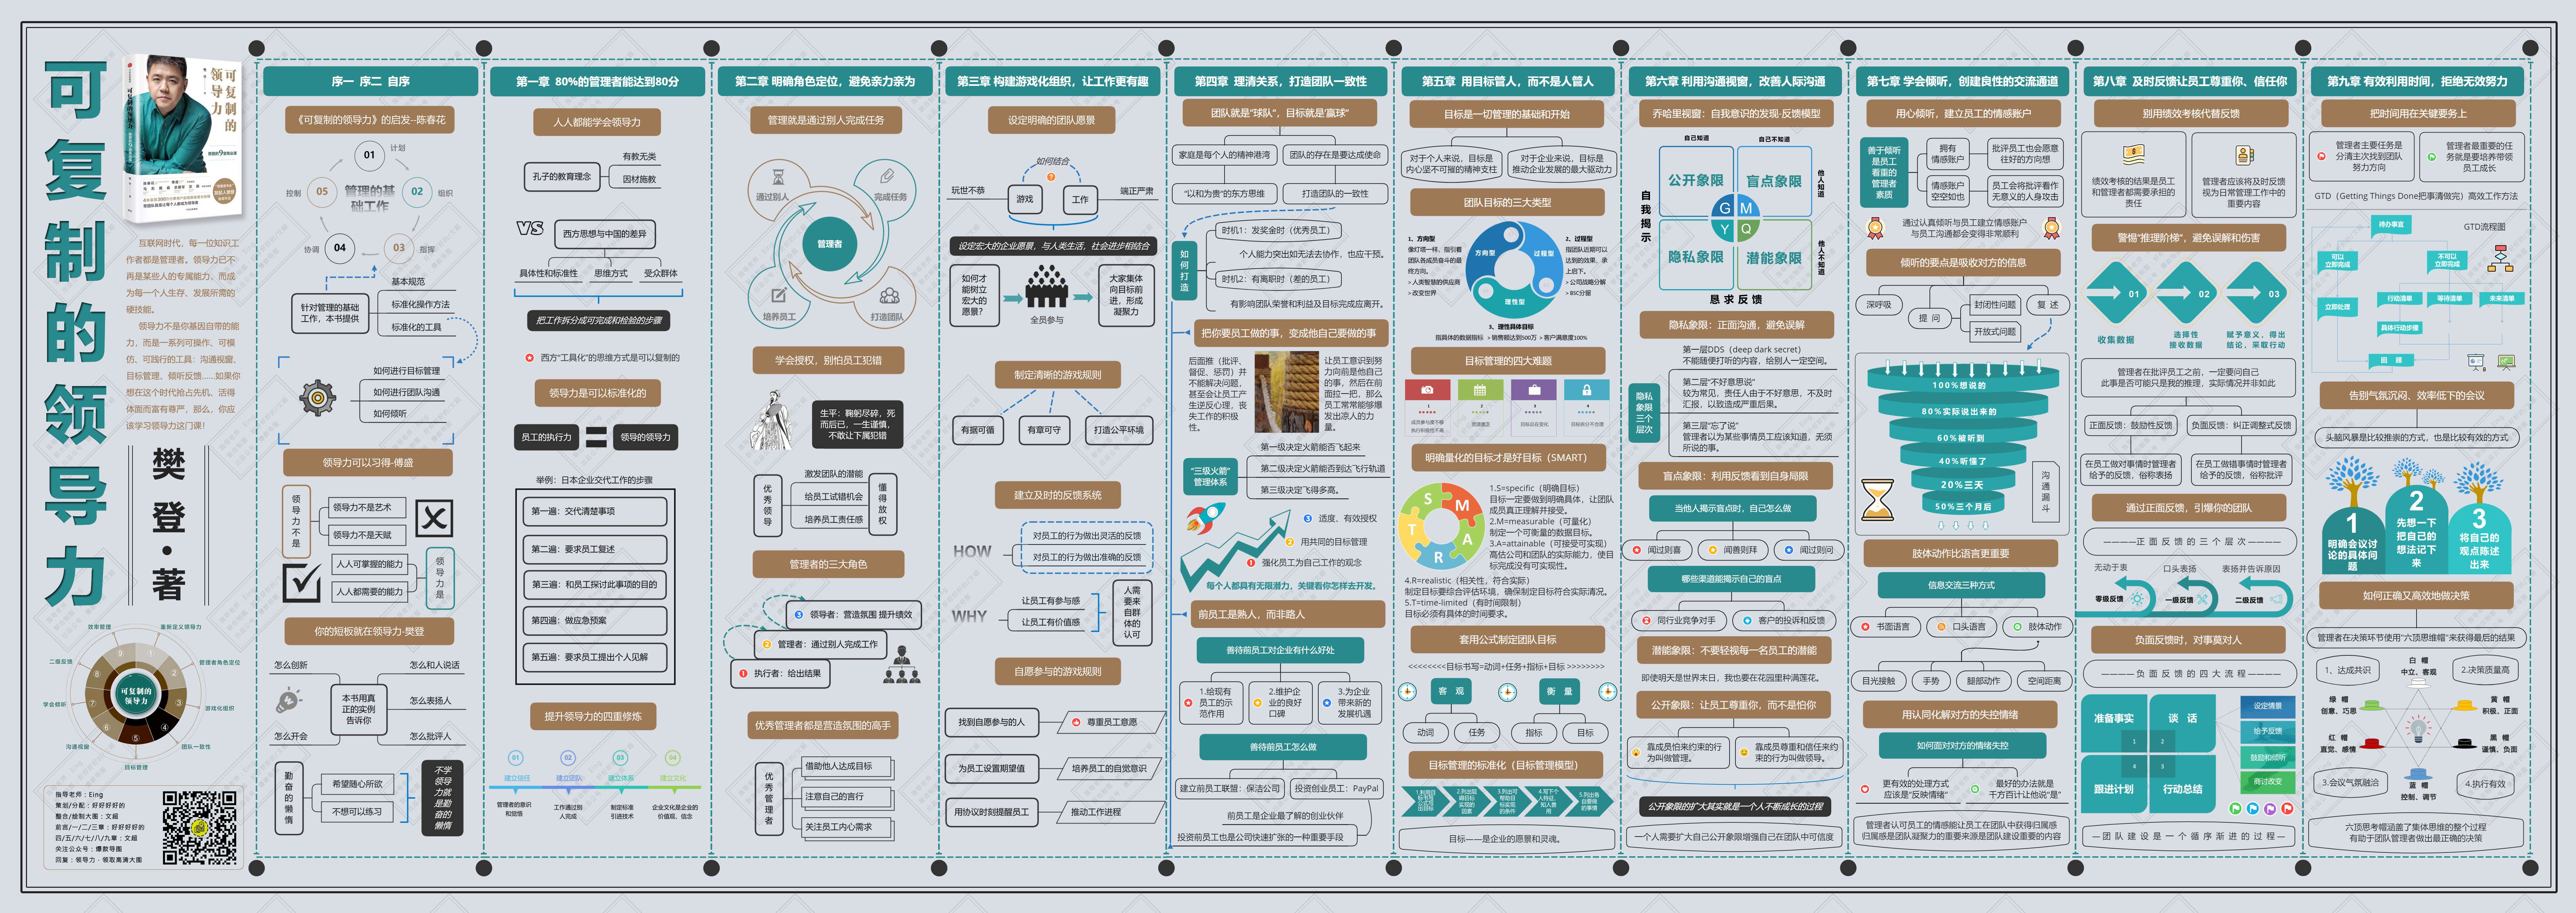 可复制的领导力
可复制的
领导力
互联网时代，每一位知识工
作者都是管理者。领导力已不
再是某些人的专属能力，而成
为每一个人生存、发展所需的
硬技能。
领导力不是你基因自带的能
力，而是一系列可操作、可模
仿、可践行的工具：沟通视窗、
目标管理、倾听反馈......如果你
想在这个时代抢占先机，活得
体面而富有尊严，那么，你应
该学习领导力这门课！
樊登·著
效率管理
重新定义领导力
二级反馈
管理者角色定位
学会倾听
游戏化组织
沟通视窗
团队一致性
目标管理
可复制的
领导力
指导老师：Eing
策划/分配：好好好好的
整合/绘制大图：文超
前言/一/二/三章：好好好好的
四/五/六/七/八/九章：文超
关注公众号：爆款导图
回复：领导力·领取高清大图
序一 序二 自序
《可复制的领导力》的启发--陈春花
01
计划
控制
05
管理的基
础工作
02
组织
协调
04
03
指挥
针对管理的基础
工作，本书提供
基本规范
标准化操作方法
标准化的工具
如何进行目标管理
如何进行团队沟通
如何倾听
领导力可以习得-傅盛
领导力不是
领导力不是艺术
领导力不是天赋
人人可掌握的能力
人人都需要的能力
领导力是
你的短板就在领导力-樊登
怎么创新
怎么和人说话
本书用真
正的实例
告诉你
怎么表扬人
怎么开会
怎么批评人
勤奋的懒惰
希望随心所欲
不想可以练习
不学领导力就是勤奋的懒惰
第一章 80%的管理者能达到80分
人人都能学会领导力
孔子的教育理念
有教无类
因材施教
VS
西方思想与中国的差异
具体性和标准性
思维方式
受众群体
把工作拆分成可完成和检验的步骤
西方“工具化”的思维方式是可以复制的
领导力是可以标准化的
员工的执行力
领导的领导力
举例：日本企业交代工作的步骤
第一遍：交代清楚事项
第二遍：要求员工复述
第三遍：和员工探讨此事项的目的
第四遍：做应急预案
第五遍：要求员工提出个人见解
提升领导力的四重修炼
01
02
03
04
建立信任
建立团队
建立体系
建立文化
管理者的意识
和觉悟
工作通过别
人完成
制定标准
引进技术
企业文化是企业的
价值观、信念
第二章 明确角色定位，避免亲力亲为
管理就是通过别人完成任务
通过别人
完成任务
管理者
培养员工
打造团队
学会授权，别怕员工犯错
生平：鞠躬尽瘁，死
而后已，一生谨慎，
不敢让下属犯错
优秀领导
激发团队的潜能
给员工试错机会
培养员工责任感
懂得放权
管理者的三大角色
3 领导者：营造氛围 提升绩效
2 管理者：通过别人完成工作
1 执行者：给出结果
优秀管理者都是营造氛围的高手
优秀管理者
借助他人达成目标
注意自己的言行
关注员工内心需求
第三章 构建游戏化组织，让工作更有趣
设定明确的团队愿景
如何结合
玩世不恭
游戏
工作
端正严肃
设定宏大的企业愿景，与人类生活，社会进步相结合
如何才
能树立
宏大的
愿景？
全员参与
大家集体
向目标前
进，形成
凝聚力
制定清晰的游戏规则
有据可循
有章可守
打造公平环境
建立及时的反馈系统
HOW
对员工的行为做出灵活的反馈
对员工的行为做出准确的反馈
WHY
让员工有参与感
让员工有价值感
人需要来自群体的认可
自愿参与的游戏规则
找到自愿参与的人
尊重员工意愿
为员工设置期望值
培养员工的自觉意识
用协议时刻提醒员工
推动工作进程
第四章 理清关系，打造团队一致性
团队就是“球队”，目标就是‘赢球”
家庭是每个人的精神港湾
团队的存在是要达成使命
“以和为贵”的东方思维
打造团队的一致性
如何打造
时机1：发奖金时（优秀员工）
个人能力突出如无法去协作，也应干预。
时机2：有离职时（差的员工）
有影响团队荣誉和利益及目标完成应离开。
把你要员工做的事，变成他自己要做的事
后面推（批评、
督促、惩罚）并
不能解决问题，
甚至会让员工产
生逆反心理，丧
失工作的积极
性。
让员工意识到努
力向前是他自己
的事，然后在前
面拉一把，那么
员工常常能够爆
发出凉人的力
量。
“三级火箭”
管理体系
第一级决定火箭能否飞起来
第二级决定火箭能否到达飞行轨道
第三级决定飞得多高。
3 适度、有效授权
2 用共同的目标管理
1 强化员工为自己工作的观念
每个人都具有无限潜力，关键看你怎样去开发。
前员工是熟人，而非路人
善待前员工对企业有什么好处
1.给现有
员工的示
范作用
2.维护企
业的良好
口碑
3.为企业
带来新的
发展机遇
善待前员工怎么做
建立前员工联盟：保洁公司
投资创业员工：PayPal
前员工是企业最了解的创业伙伴
投资前员工也是公司快速扩张的一种重要手段
第五章 用目标管人，而不是人管人
目标是一切管理的基础和开始
对于个人来说，目标是
内心坚不可摧的精神支柱
对于企业来说，目标是
推动企业发展的最大驱动力
团队目标的三大类型
1、方向型
像灯塔一样，指引着
团队各成员奋斗的最
终方向。
> 人类智慧的供应商
> 改变世界
方向型
过程型
理性型
2、过程型
指团队近期可以
达到的效果，承
上启下。
> 公司战略分解
> BSC分留
3、理性具体目标
指具体的数据指标 > 销售额达到500万 > 客户满意度100%
目标管理的四大难题
明确量化的目标才是好目标（SMART）
S
M
A
R
T
1.S=specific（明确目标）
目标一定要做到明确具体，让团队
成员真正理解并接受。
2.M=measurable（可量化）
制定一个可衡量的数据目标。
3.A=attainable（可接受可实现）
高估公司和团队的实际能力，使目
标完成没有可实现性。
4.R=realistic（相关性，符合实际）
制定目标要综合评估环境，确保制定目标符合实际清况。
5.T=time-limited（有时间限制）
目标必须有具体的时间要求。
套用公式制定团队目标
<<<<<<<<目标书写=动词+任务+指标+目标 >>>>>>>>
客 观
衡 量
动词
任务
指标
目标
目标管理的标准化（目标管理模型）
目标——是企业的愿景和灵魂。
第六章 利用沟通视窗，改善人际沟通
乔哈里视窗：自我意识的发现-反馈模型
自己知道
自己不知道
公开象限
盲点象限
G
M
Y
Q
隐私象限
潜能象限
自我揭示
他人知道
他人不知道
恳求反馈
隐私象限：正面沟通，避免误解
隐私象限三个层次
第一层DDS（deep dark secret）
不能随便打听的内容，给别人一定空间。
第二层“不好意思说”
较为常见，责任人由于不好意思，不及时
汇报，以致造成严重后果。
第三层“忘了说”
管理者以为某些事情员工应该知道，无须
所说的事。
盲点象限：利用反馈看到自身局限
当他人揭示盲点时，自己怎么做
闻过则喜
闻善则拜
闻过则问
哪些渠道能揭示自己的盲点
同行业竞争对手
客户的投诉和反馈
潜能象限：不要轻视每一名员工的潜能
即使明天是世界末日，我也要在花园里种满莲花。
公开象限：让员工尊重你，而不是怕你
靠成员怕来约束的行
为叫做管理。
靠成员尊重和信任来约
束的行为叫做领导。
公开象限的扩大其实就是一个人不断成长的过程
一个人需要扩大自己公开象限增强自己在团队中可信度
第七章 学会倾听，创建良性的交流通道
用心倾听，建立员工的情感账户
善于倾听
是员工
看重的
管理者
素质
拥有
情感账户
批评员工也会愿意
往好的方向想
情感账户
空空如也
员工会将批评看作
无意义的人身攻击
通过认真倾听与员工建立情感账户
与员工沟通都会变得非常顺利
倾听的要点是吸收对方的信息
深呼吸
提 问
封闭性问题
开放式问题
复 述
100%想说的
80%实际说出来的
60%被听到
40%听懂了
20%三天
50%三个月后
沟通漏斗
肢体动作比语言更重要
信息交流三种方式
书面语言
口头语言
肢体动作
目光接触
手势
腿部动作
空间距离
用认同化解对方的失控情绪
如何面对对方的情绪失控
更有效的处理方式
应该是“反映情绪”
最好的办法就是
千方百计让他说“是”
管理者认可员工的情感能让员工在团队中获得归属感
归属感是团队凝聚力的重要来源是团队建设重要的内容
第八章 及时反馈让员工尊重你、信任你
别用绩效考核代替反馈
绩效考核的结果是员工
和管理者都需要承担的
责任
管理者应该将及时反馈
视为日常管理工作中的
重要内容
警惕“推理阶梯”，避免误解和伤害
01
02
03
收集数据
选择性
接收数据
赋予意义，得出
结论，采取行动
管理者在批评员工之前，一定要问自己
此事是否可能只是我的推理，实际情况并非如此
正面反馈：鼓励性反馈
负面反馈：纠正调整式反馈
在员工做对事情时管理者
给予的反馈，俗称表扬
在员工做错事情时管理者
给予的反馈，俗称批评
通过正面反馈，引爆你的团队
————正面反馈的三个层次————
无动于衷
口头表扬
表扬并告诉原因
零级反馈
一级反馈
二级反馈
负面反馈时，对事莫对人
————负面反馈的四大流程————
准备事实
谈 话
1
2
4
3
跟进计划
行动总结
设定情景
给予反馈
鼓励和倾听
商讨改变
—团队建设是一个循序渐进的过程—
第九章 有效利用时间，拒绝无效努力
把时间用在关键要务上
管理者主要任务是
分清主次找到团队
努力方向
管理者最重要的任
务就是要培养带领
员工成长
GTD（Getting Things Done把事清做完）高效工作方法
GTD流程图
待办事宜
可以
立即完成
不可以
立即完成
立即处理
行动清单
等待清单
未来清单
具体行动步骤
回 顾
告别气氛沉闷、效率低下的会议
头脑风暴是比较推崇的方式，也是比较有效的方式
1
明确会议讨
论的具体问
题
2
先想一下
把自己的
想法记下
来
3
将自己的
观点陈述
出来
如何正确又高效地做决策
管理者在决策环节使用“六顶思维帽”来获得最后的结果
1、达成共识
白 帽
中立、客观
2.决策质量高
绿 帽
创意、巧思
黄 帽
积极、正面
红 帽
直觉、感情
黑 帽
谨慎、负面
3.会议气氛融洽
蓝 帽
控制、调节
4.执行有效
六顶思考帽涵盖了集体思维的整个过程
有助于团队管理者做出最正确的决策